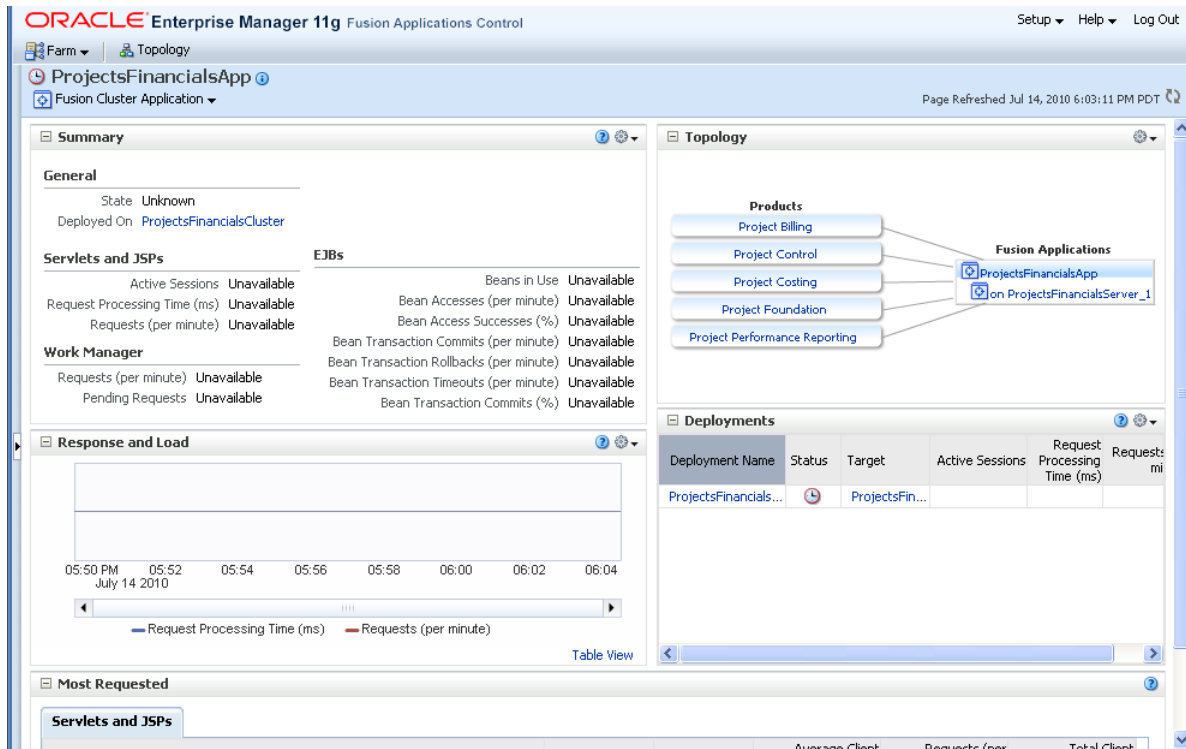 ORACLE Enterprise Manager 11g Fusion Applications Control
Setup Help Log Out
Farm Topology
ProjectsFinancialsApp
Fusion Cluster Application
Page Refreshed Jul 14, 2010 6:03:11 PM PDT
Summary
General
State Unknown
Deployed On ProjectsFinancialsCluster
Servlets and JSPs
Active Sessions Unavailable
Request Processing Time (ms) Unavailable
Requests (per minute) Unavailable
Work Manager
Requests (per minute) Unavailable
Pending Requests Unavailable
EJBs
Beans in Use Unavailable
Bean Accesses (per minute) Unavailable
Bean Access Successes (%) Unavailable
Bean Transaction Commits (per minute) Unavailable
Bean Transaction Rollbacks (per minute) Unavailable
Bean Transaction Timeouts (per minute) Unavailable
Bean Transaction Commits (%) Unavailable
Response and Load
05:50 PM 05:52 05:54 05:56 05:58 06:00 06:02 06:04
July 14 2010
Request Processing Time (ms) Requests (per minute)
Table View
Topology
Products
Project Billing
Project Control
Project Costing
Project Foundation
Project Performance Reporting
Fusion Applications
ProjectsFinancialsApp
on ProjectsFinancialsServer_1
Deployments
Deployment Name Status Target Active Sessions Request Processing Time (ms) Requests mi
ProjectsFinancials... ProjectsFin...
Most Requested
Servlets and JSPs
Average Client Requests (per Total Client